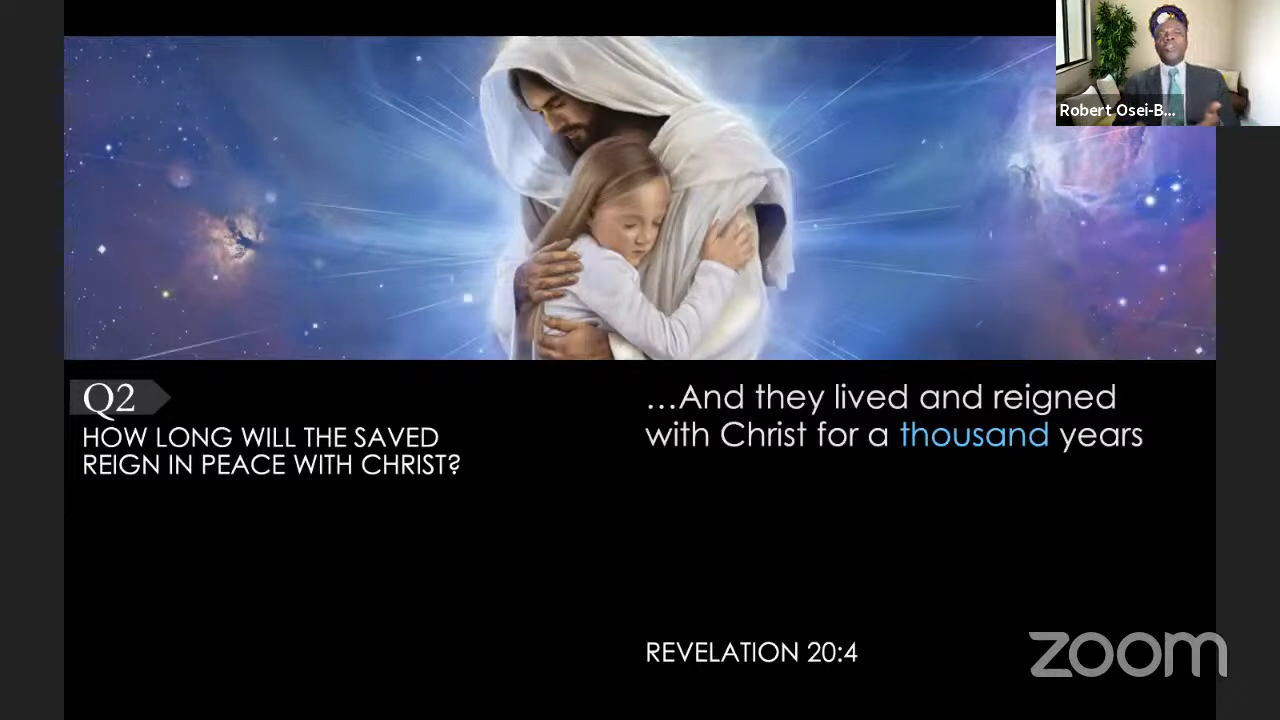 Robert Osei-B...
Q2
HOW LONG WILL THE SAVED
REIGN IN PEACE WITH CHRIST?
…And they lived and reigned
with Christ for a thousand years
REVELATION 20:4
zoom